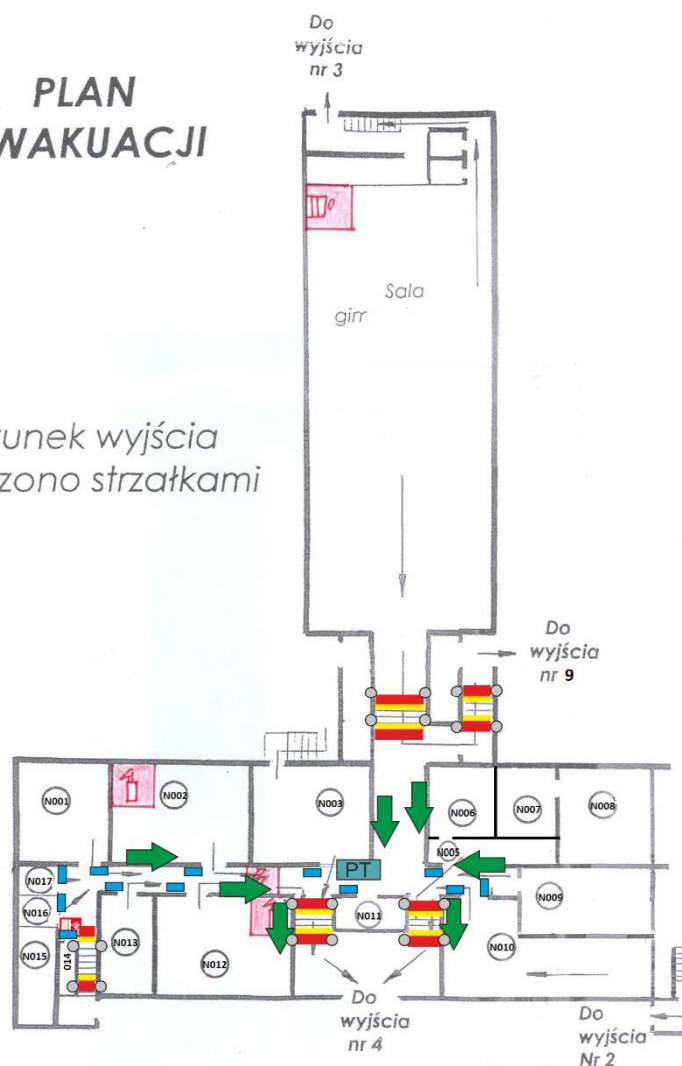 Do
wyjścia
nr 3
PLAN
WAKUACJI
Sala
gim
unek wyjścia
zono strzałkami
Do
wyjścia
nr 9
N001
N002
N003
N006
N007
N008
N005
PT
N017
N016
N015
014
N013
N012
N011
N009
N010
Do
wyjścia
nr 4
Do
wyjścia
Nr 2